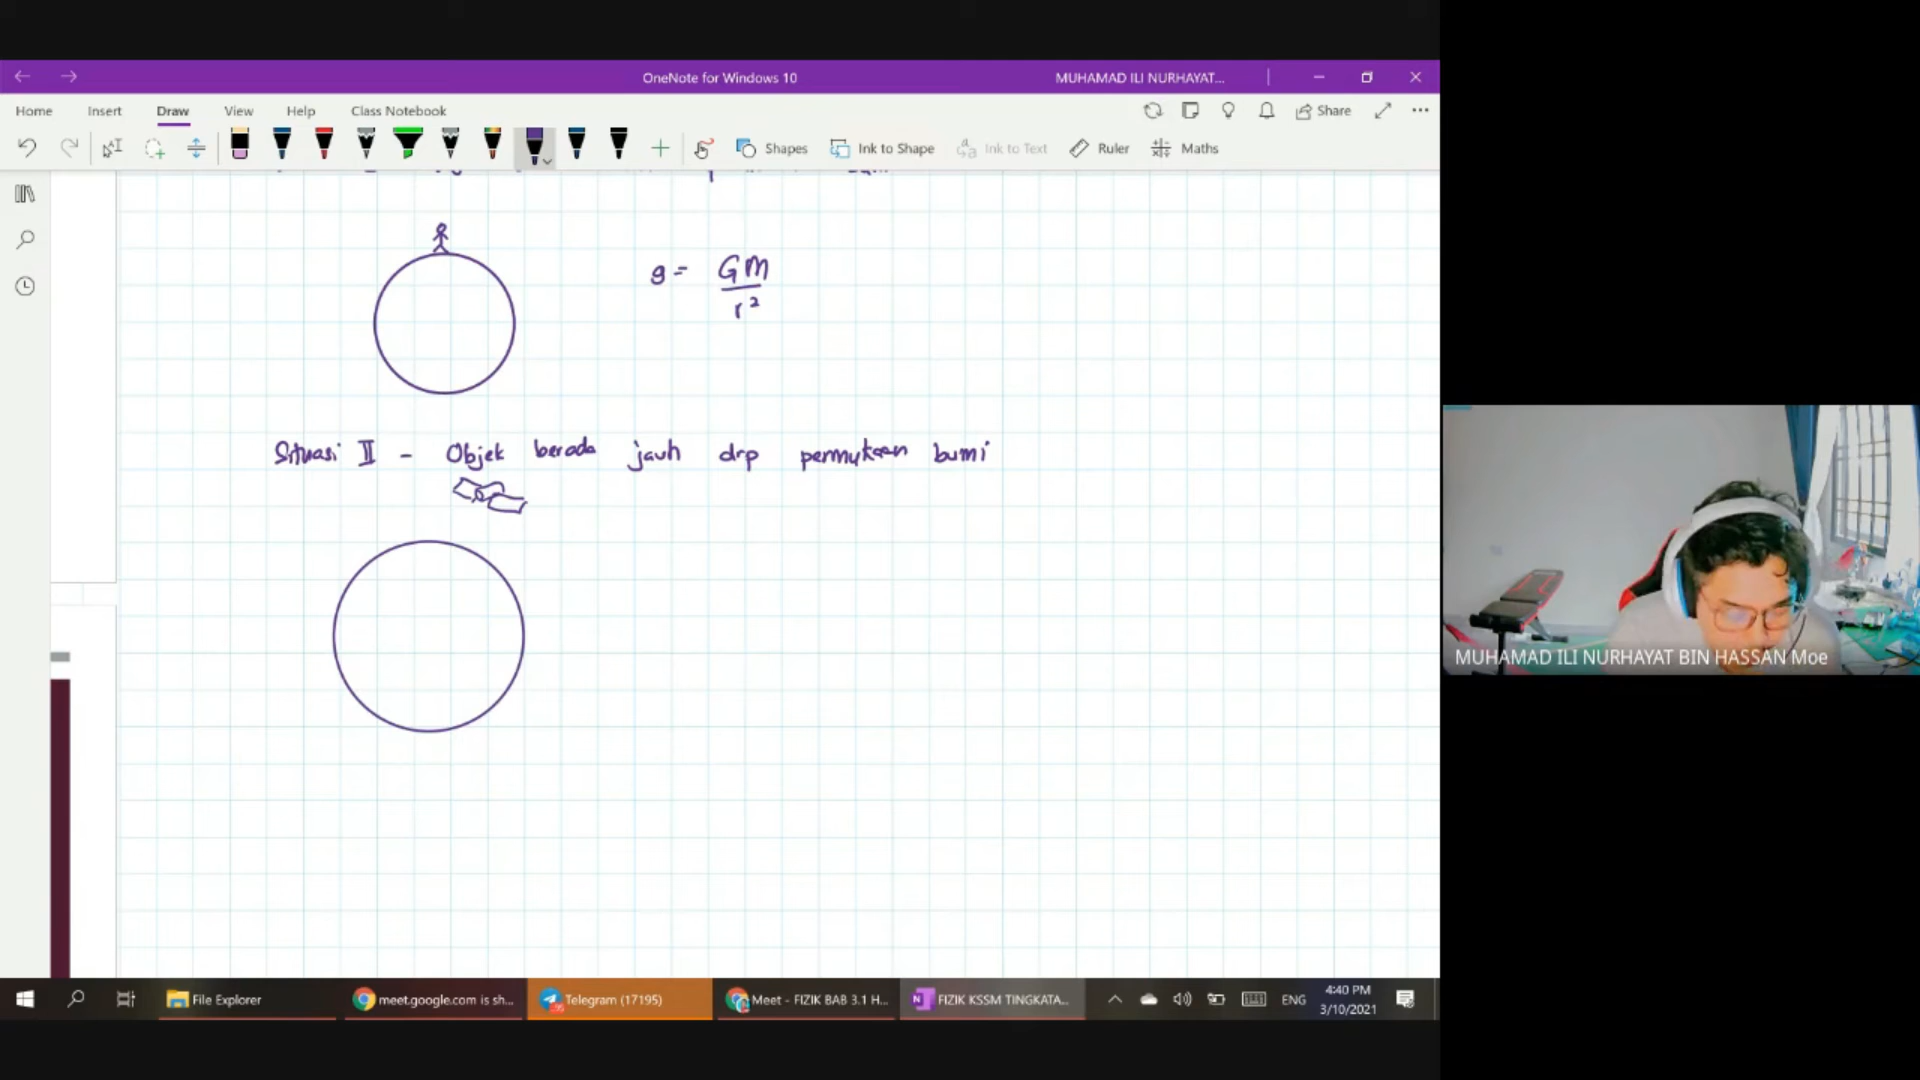 OneNote for Windows 10
MUHAMAD ILI NURHAYAT...
Home Insert Draw View Help Class Notebook
Share
Shapes Ink to Shape Ink to Text Ruler Maths
g = GM
r²
Situasi II - Objek berada jauh drp permukaan bumi
MUHAMAD ILI NURHAYAT BIN HASSAN Moe
File Explorer
meet.google.com is sh...
Telegram (17195)
Meet - FIZIK BAB 3.1 H...
FIZIK KSSM TINGKATA...
ENG
4:40 PM
3/10/2021